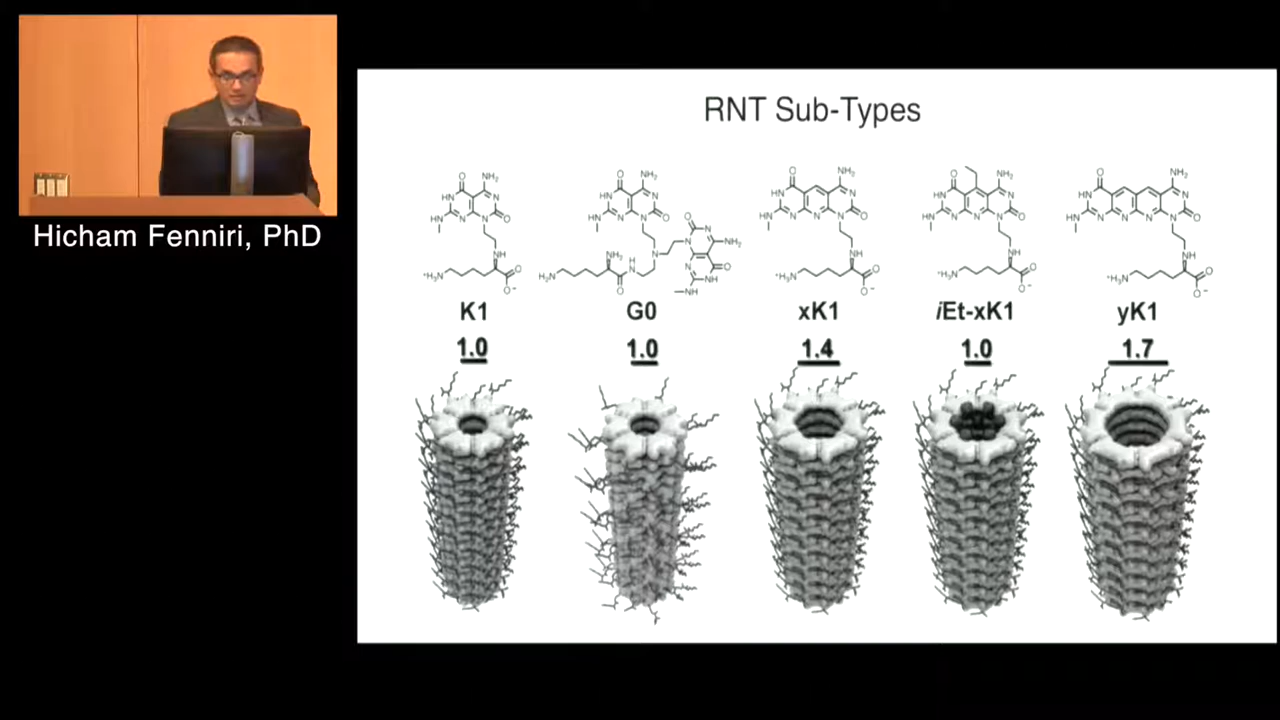 Hicham Fenniri, PhD
RNT Sub-Types
K1
G0
xK1
iEt-xK1
yK1
1.0
1.0
1.4
1.0
1.7